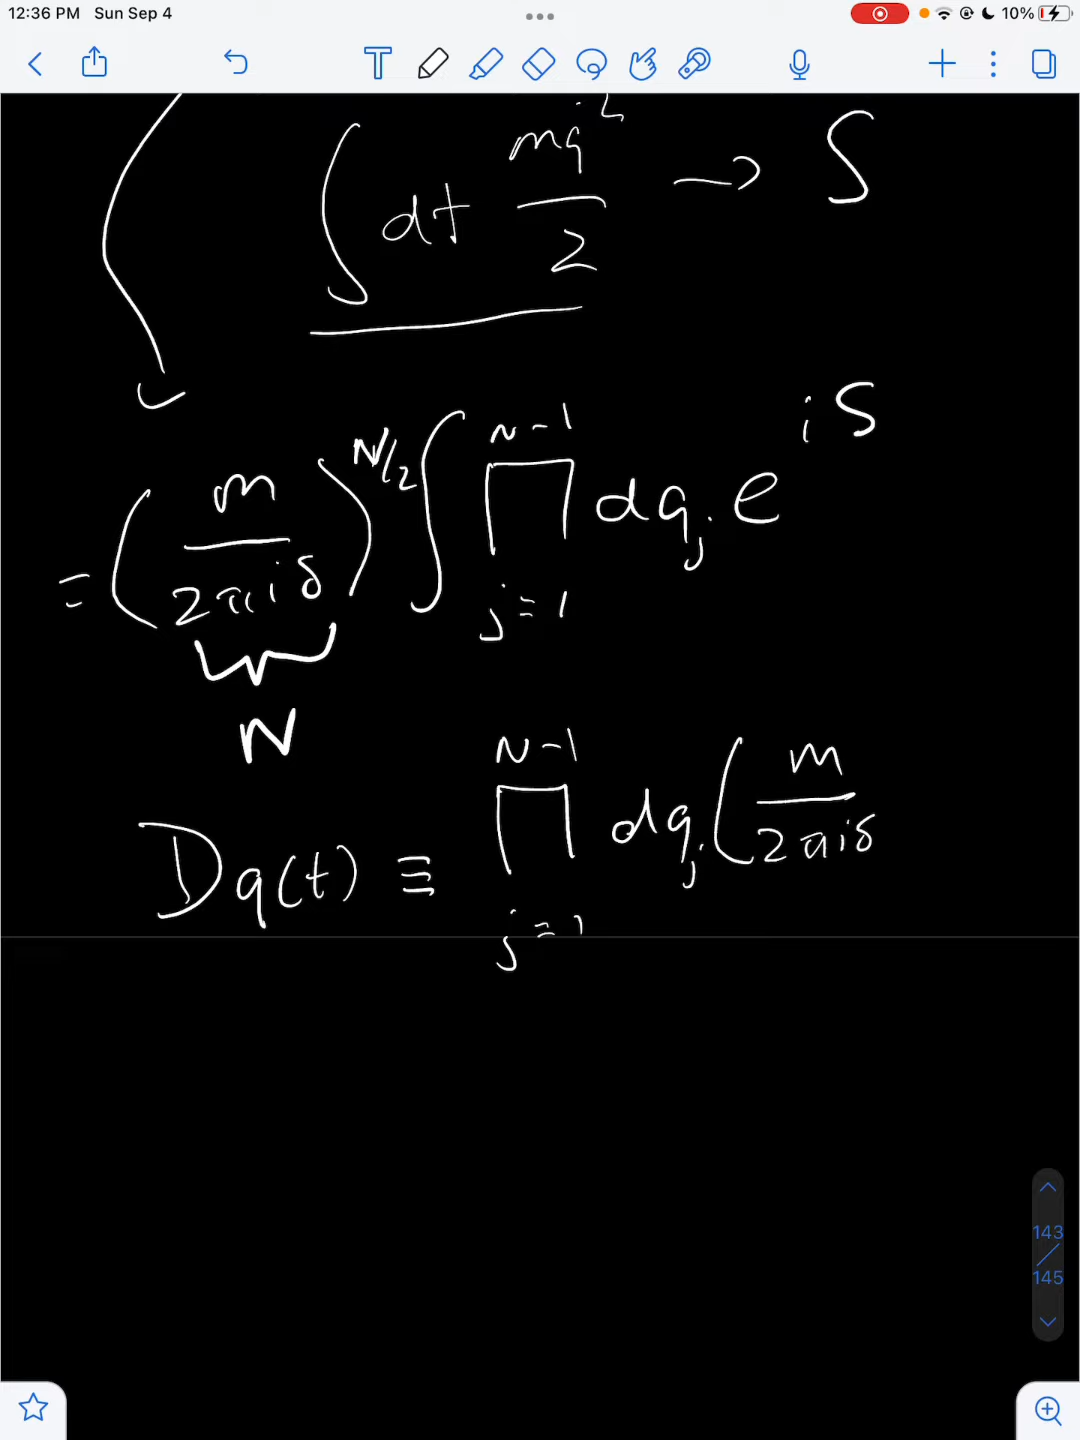 12:36 PM Sun Sep 4
10%
∫ dt mq̇²/2 → S
= (m/2πiδ)^N/2 ∫ ∏_{j=1}^{N-1} dq_j e^{iS}
N
Dq(t) ≡ ∏_{j=1}^{N-1} dq_j (m/2πiδ
143
/
145